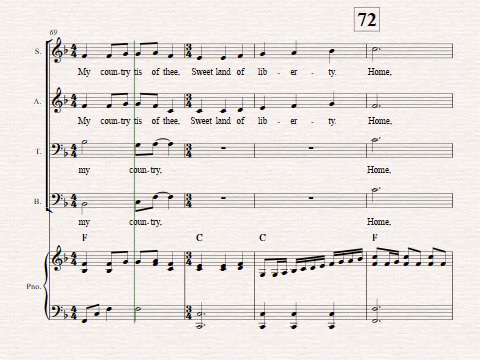 72
69
S.
My coun-try tis of thee, Sweet land of lib - er - ty. Home,
A.
My coun-try tis of thee, Sweet land of lib - er - ty. Home,
T.
my coun-try, Home,
B.
my coun-try, Home,
F C C F
Pno.